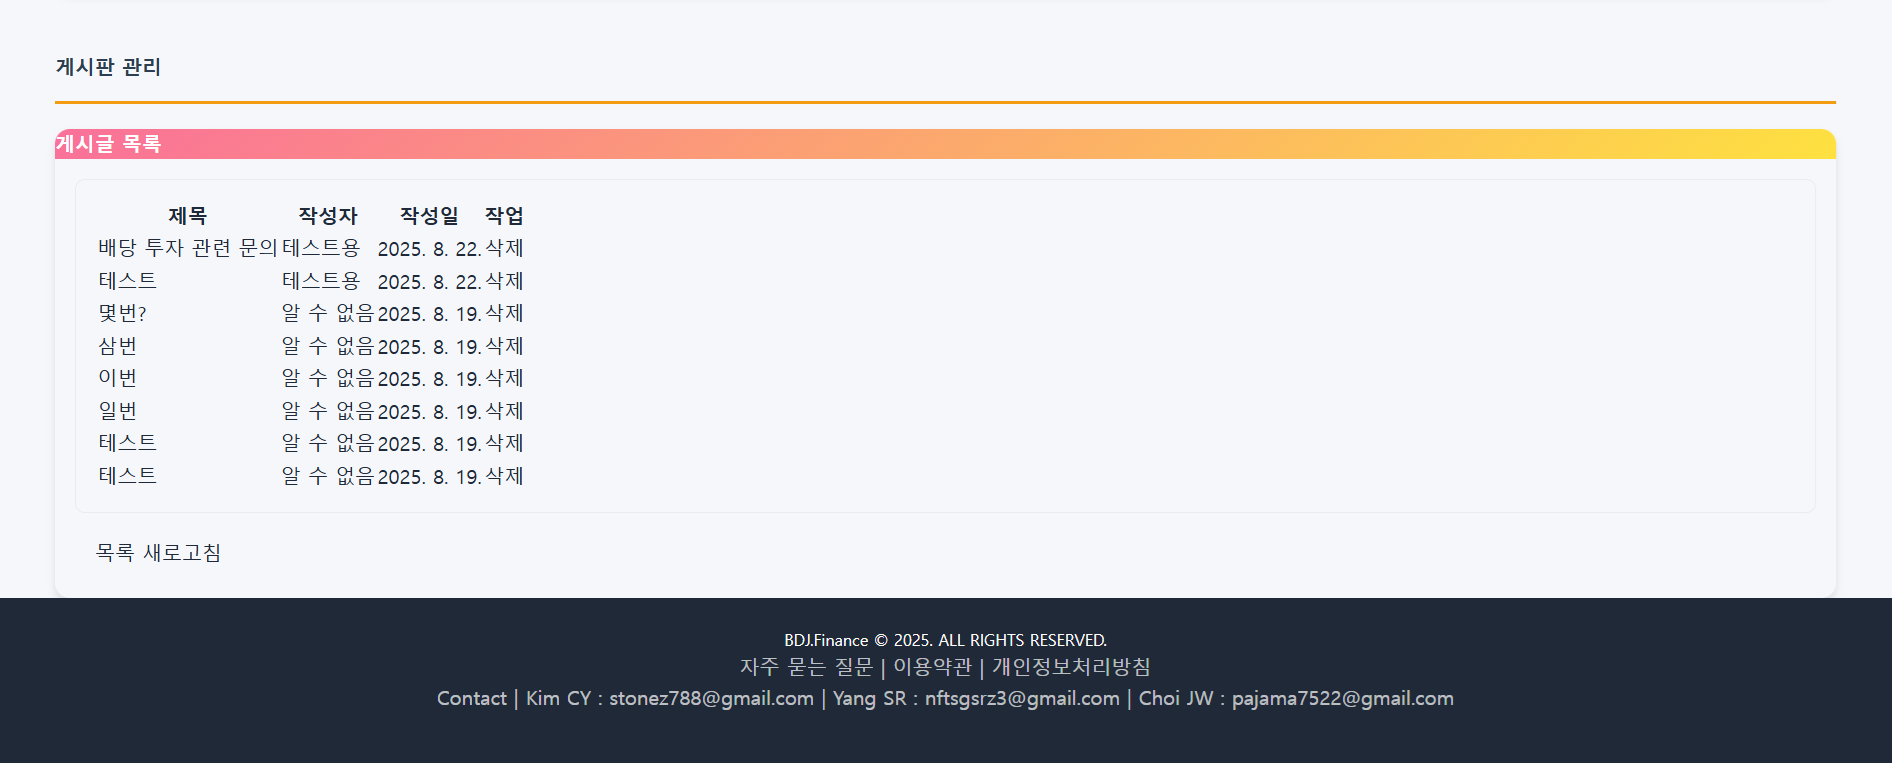 게시판 관리
게시글 목록
제목 작성자 작성일 작업
배당 투자 관련 문의 테스트용 2025. 8. 22. 삭제
테스트 테스트용 2025. 8. 22. 삭제
몇번? 알 수 없음 2025. 8. 19. 삭제
삼번 알 수 없음 2025. 8. 19. 삭제
이번 알 수 없음 2025. 8. 19. 삭제
일번 알 수 없음 2025. 8. 19. 삭제
테스트 알 수 없음 2025. 8. 19. 삭제
테스트 알 수 없음 2025. 8. 19. 삭제
목록 새로고침
BDJ.Finance © 2025. ALL RIGHTS RESERVED.
자주 묻는 질문 | 이용약관 | 개인정보처리방침
Contact | Kim CY : stonez788@gmail.com | Yang SR : nftsgsrz3@gmail.com | Choi JW : pajama7522@gmail.com